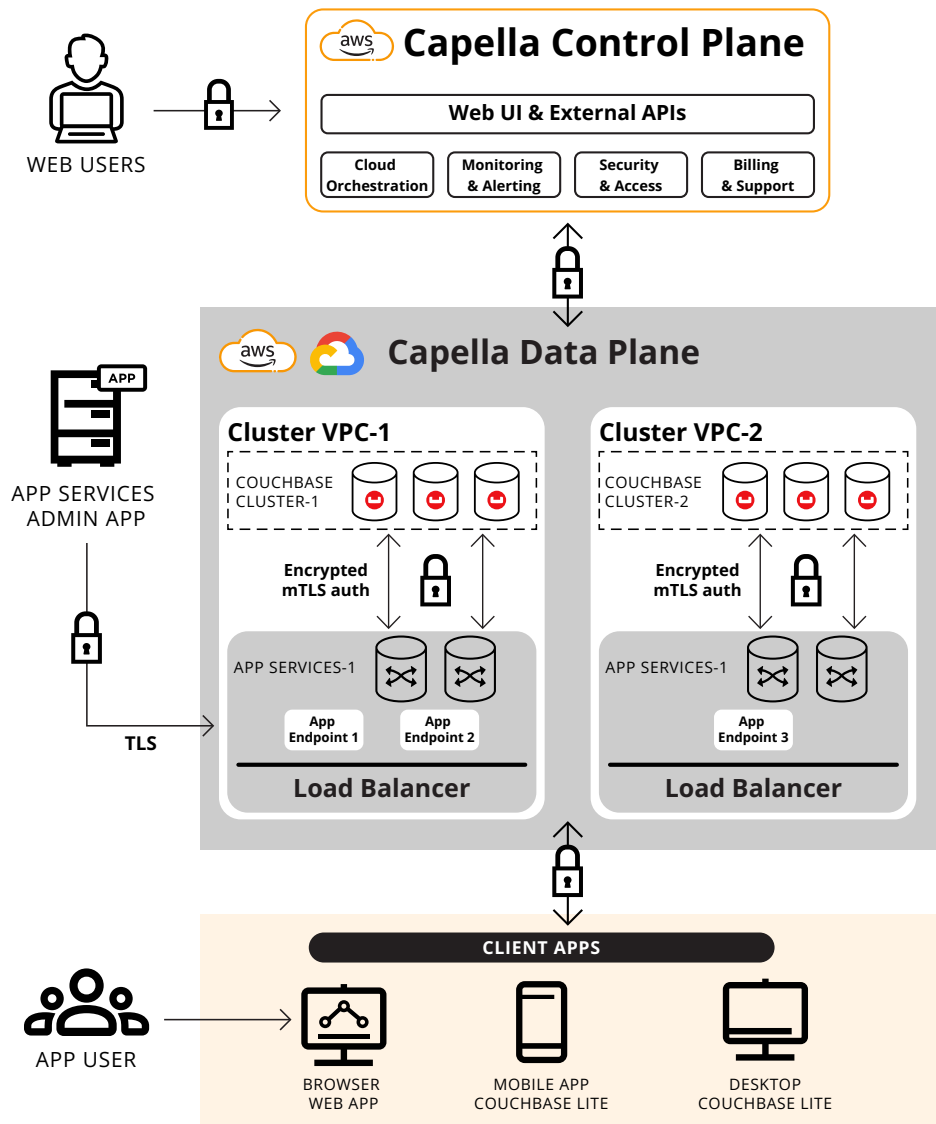 aws
Capella Control Plane
Web UI & External APIs
Cloud
Orchestration
Monitoring
& Alerting
Security
& Access
Billing
& Support
WEB USERS
aws
Capella Data Plane
APP
APP SERVICES
ADMIN APP
TLS
Cluster VPC-1
COUCHBASE
CLUSTER-1
Encrypted
mTLS auth
APP SERVICES-1
App
Endpoint 1
App
Endpoint 2
Load Balancer
Cluster VPC-2
COUCHBASE
CLUSTER-2
Encrypted
mTLS auth
APP SERVICES-1
App
Endpoint 3
Load Balancer
CLIENT APPS
APP USER
BROWSER
WEB APP
MOBILE APP
COUCHBASE LITE
DESKTOP
COUCHBASE LITE